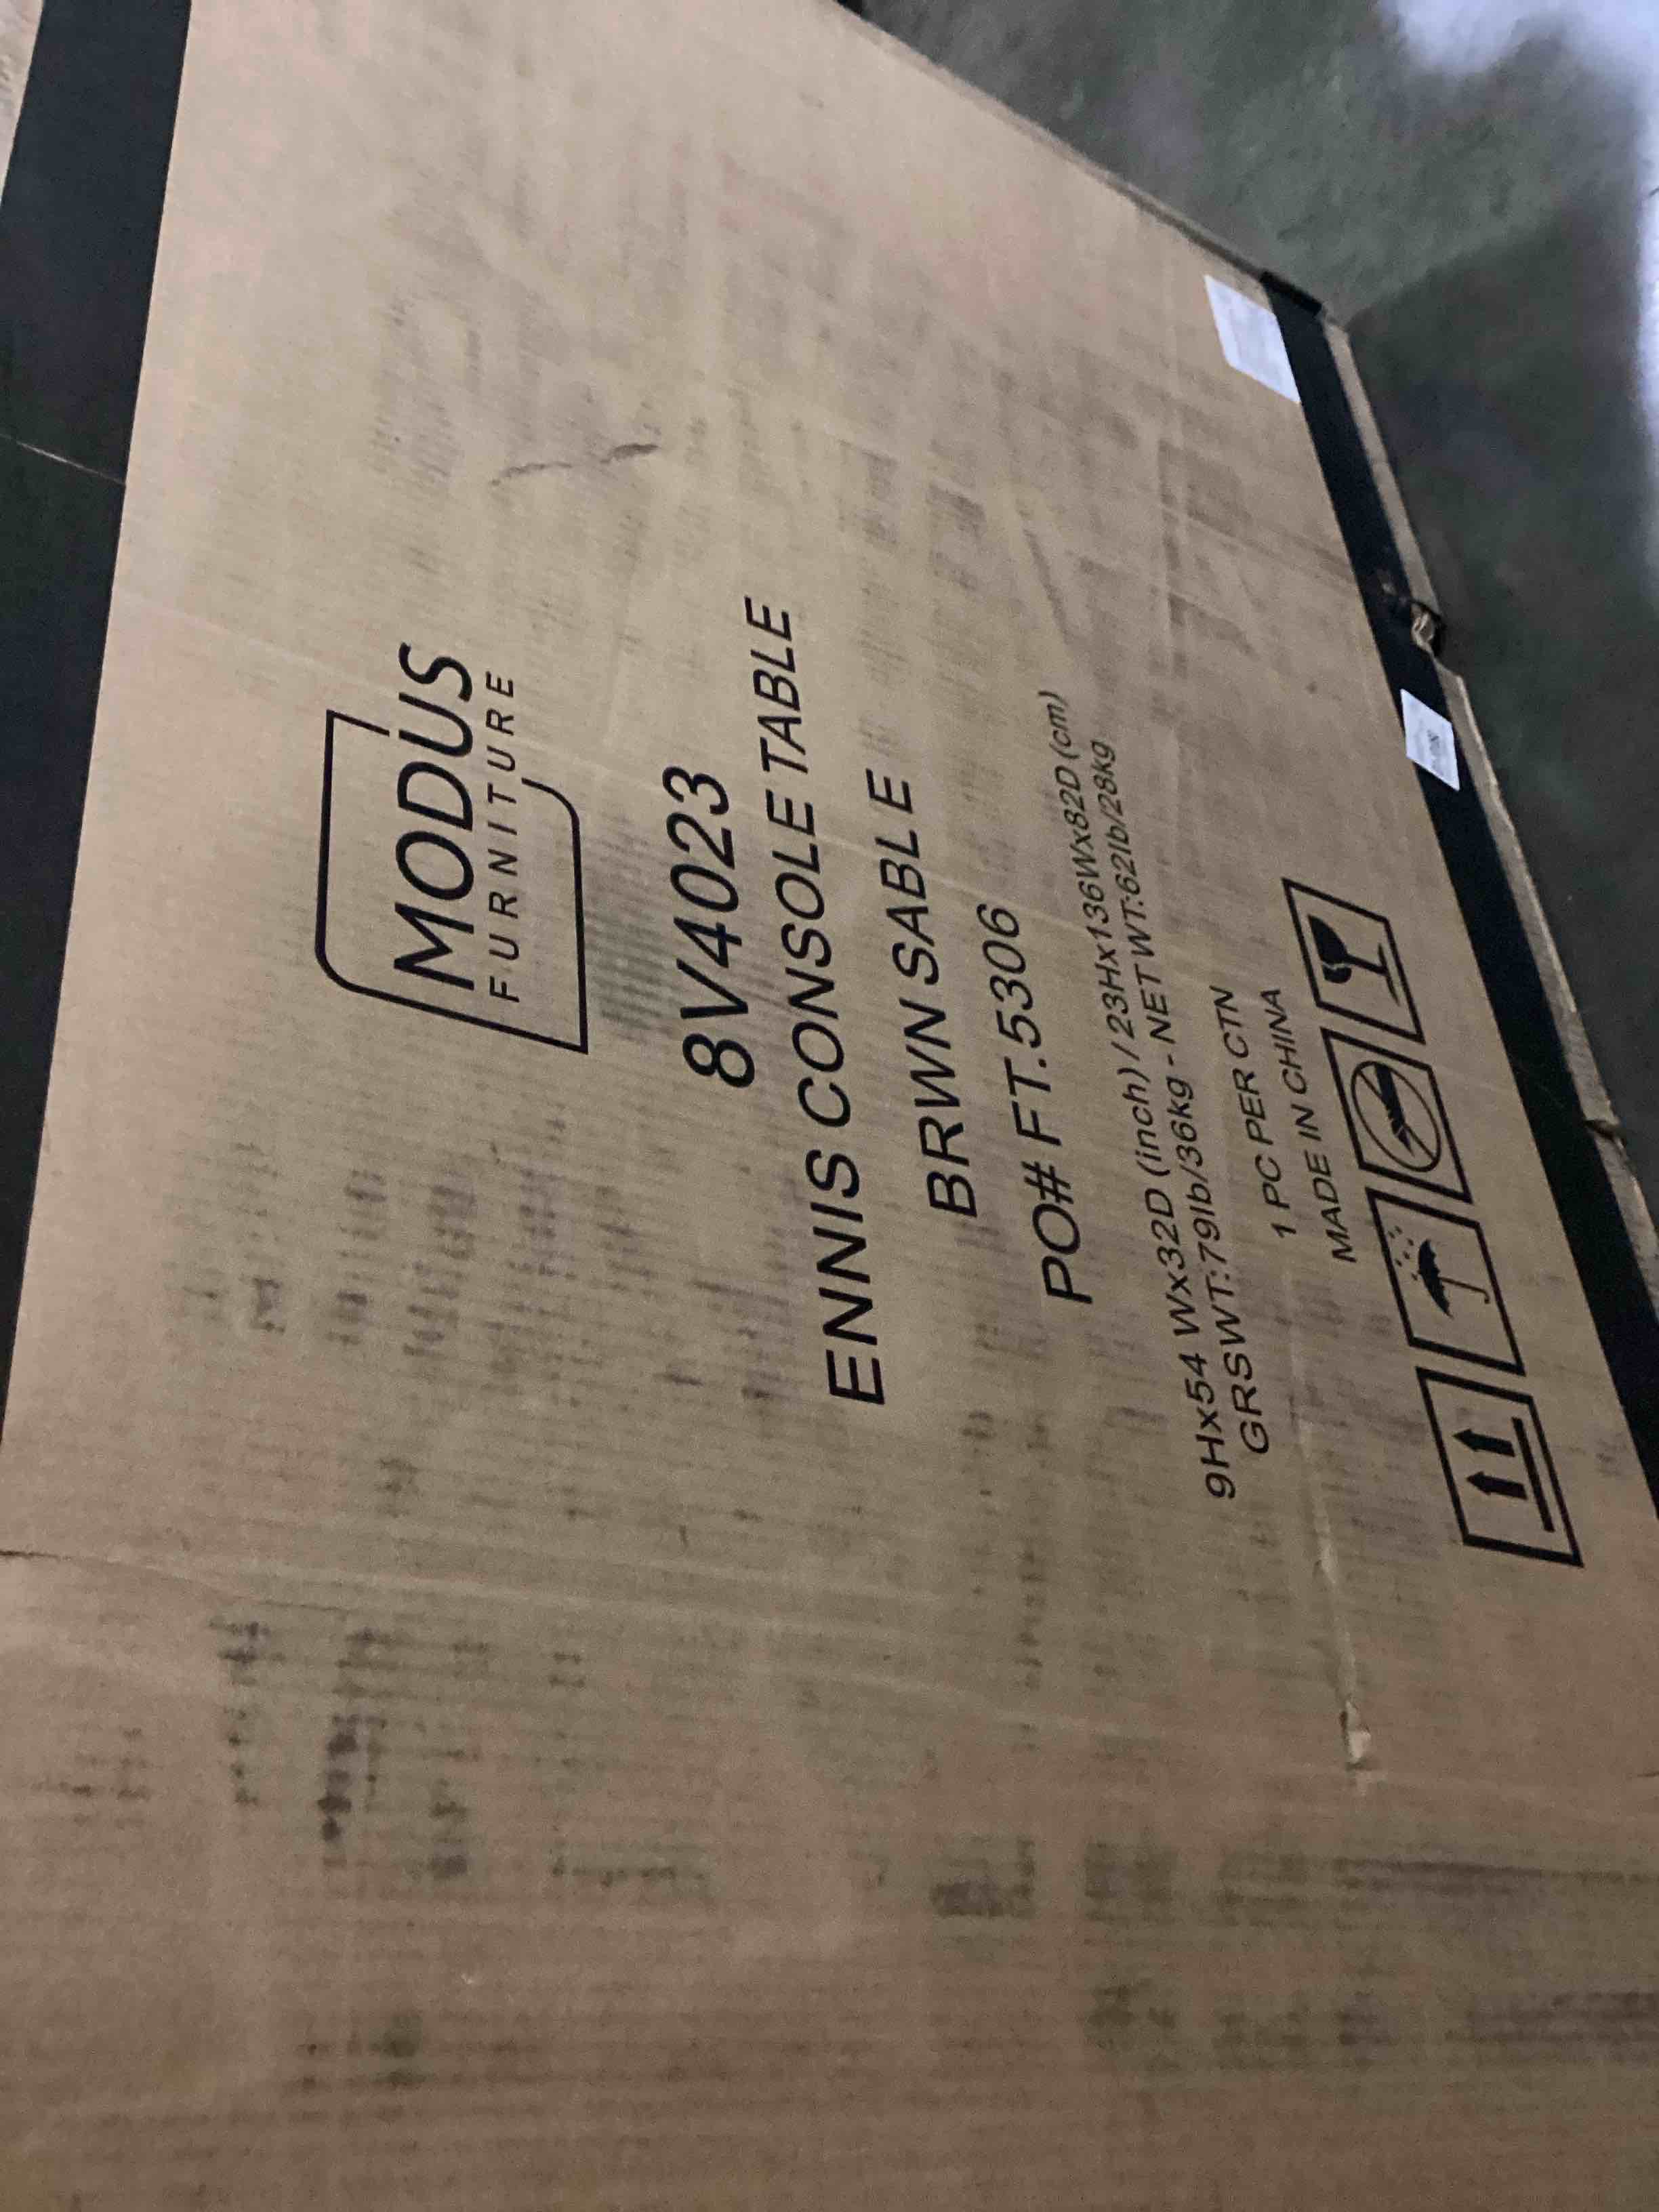 MODUS
FURNITURE
8V4023
ENNIS CONSOLE TABLE
BRWN SABLE
PO# FT.5306
9Hx54 Wx32D (inch) / 23Hx136Wx82D (cm)
GRSWT:79lb/36kg - NET WT:62lb/28kg
1 PC PER CTN
MADE IN CHINA